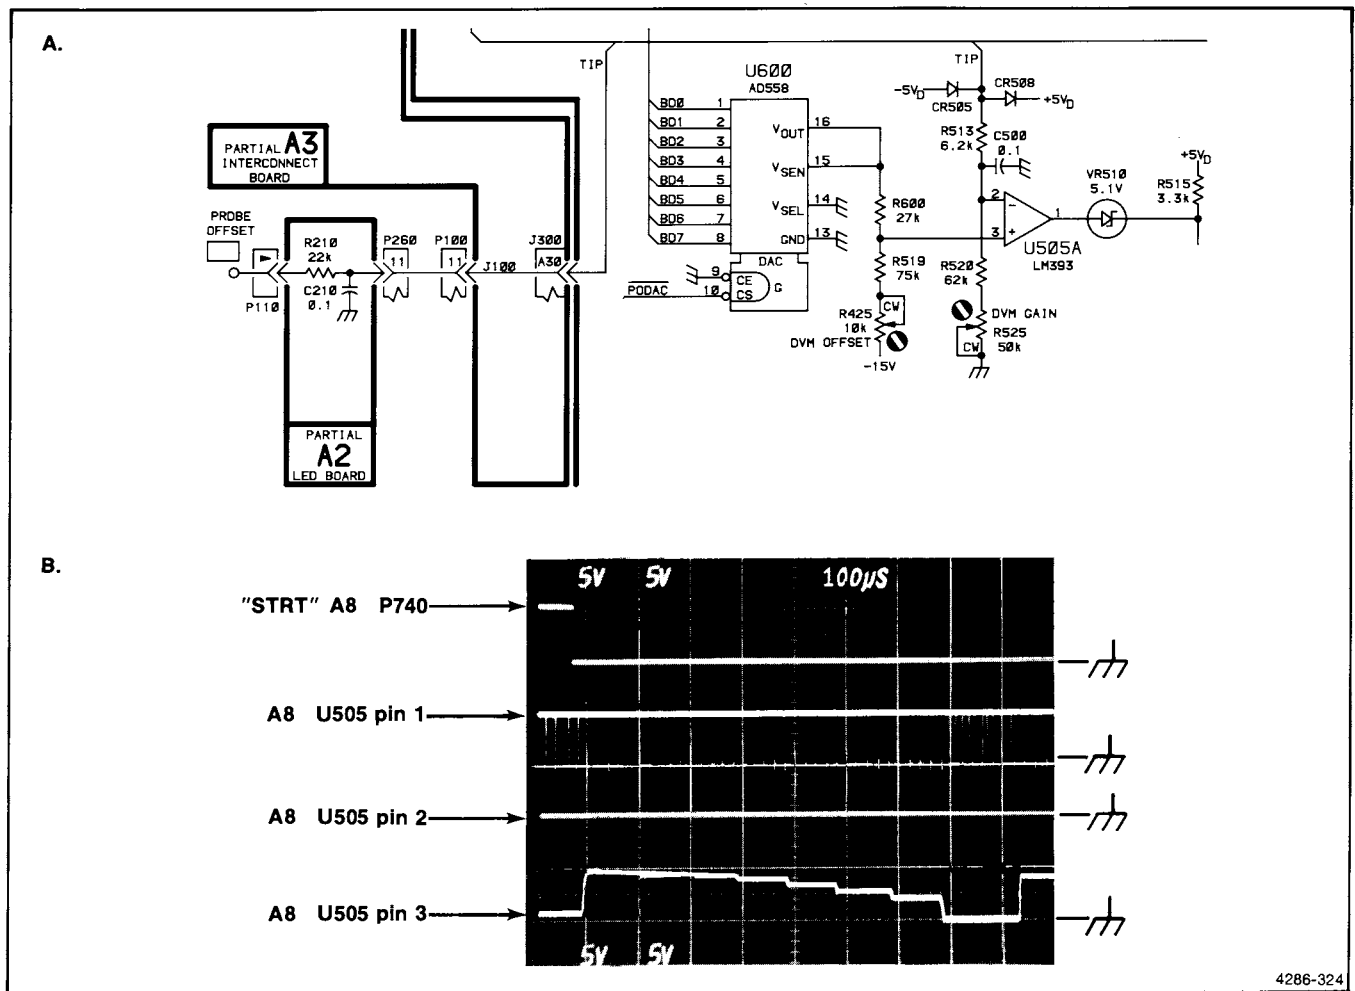 A.
TIP
U600
AD558
BD0 1
BD1 2
BD2 3
BD3 4
BD4 5
BD5 6
BD6 7
BD7 8
VOUT 16
VSEN 15
VSEL 14
GND 13
DAC
9 CE
10 CS
G
PODAC
R600
27k
R519
75k
CW
R425
10k
DVM OFFSET
-15V
TIP
-5VD
CR505
CR508
+5VD
R513
6.2k
C500
0.1
2 -
3 +
1
U505A
LM393
VR510
5.1V
+5VD
R515
3.3k
R520
62k
DVM GAIN
R525
50k
CW
PARTIAL A3
INTERCONNECT
BOARD
PROBE
OFFSET
P110
R210
22k
C210
0.1
P260
11
P100
11
J100
J300
A30
PARTIAL
A2
LED BOARD
B.
5V 5V 100µS
"STRT" A8 P740
A8 U505 pin 1
A8 U505 pin 2
A8 U505 pin 3
5V 5V
4286-324